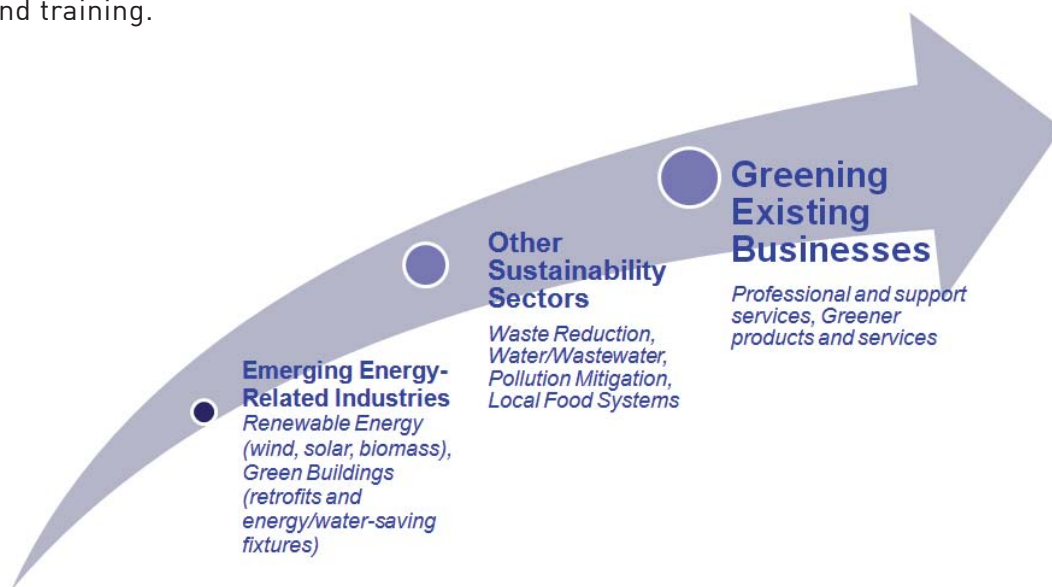 nd training.
Greening
Existing
Businesses
Professional and support
services, Greener
products and services
Other
Sustainability
Sectors
Waste Reduction,
Water/Wastewater,
Pollution Mitigation,
Local Food Systems
Emerging Energy-
Related Industries
Renewable Energy
(wind, solar, biomass),
Green Buildings
(retrofits and
energy/water-saving
fixtures)